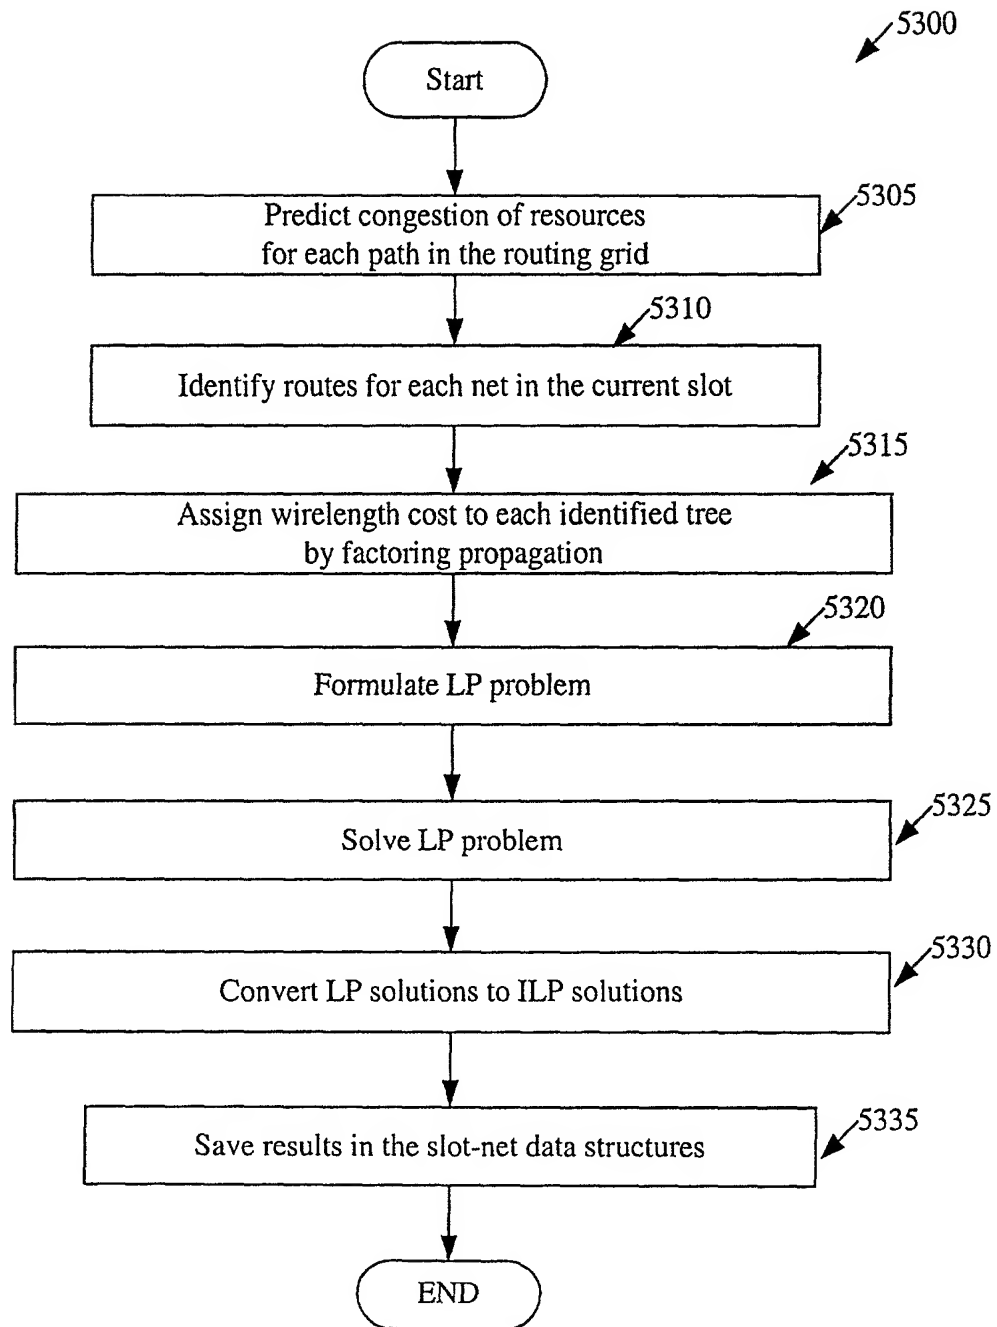 5300
Start
5305
Predict congestion of resources
for each path in the routing grid
5310
Identify routes for each net in the current slot
5315
Assign wirelength cost to each identified tree
by factoring propagation
5320
Formulate LP problem
5325
Solve LP problem
5330
Convert LP solutions to ILP solutions
5335
Save results in the slot-net data structures
END